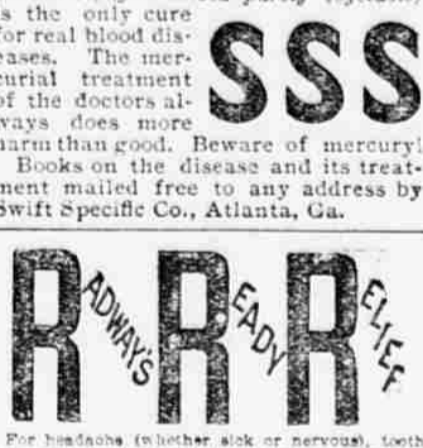 is the only cure
for real blood dis-
eases. The mer-
curial treatment
of the doctors al-
ways does more
harm than good. Beware of mercury!
SSS
Books on the disease and its treat-
ment mailed free to any address by
Swift Specific Co., Atlanta, Ga.
RADWAY'S READY RELIEF
For headache (whether sick or nervous), tooth